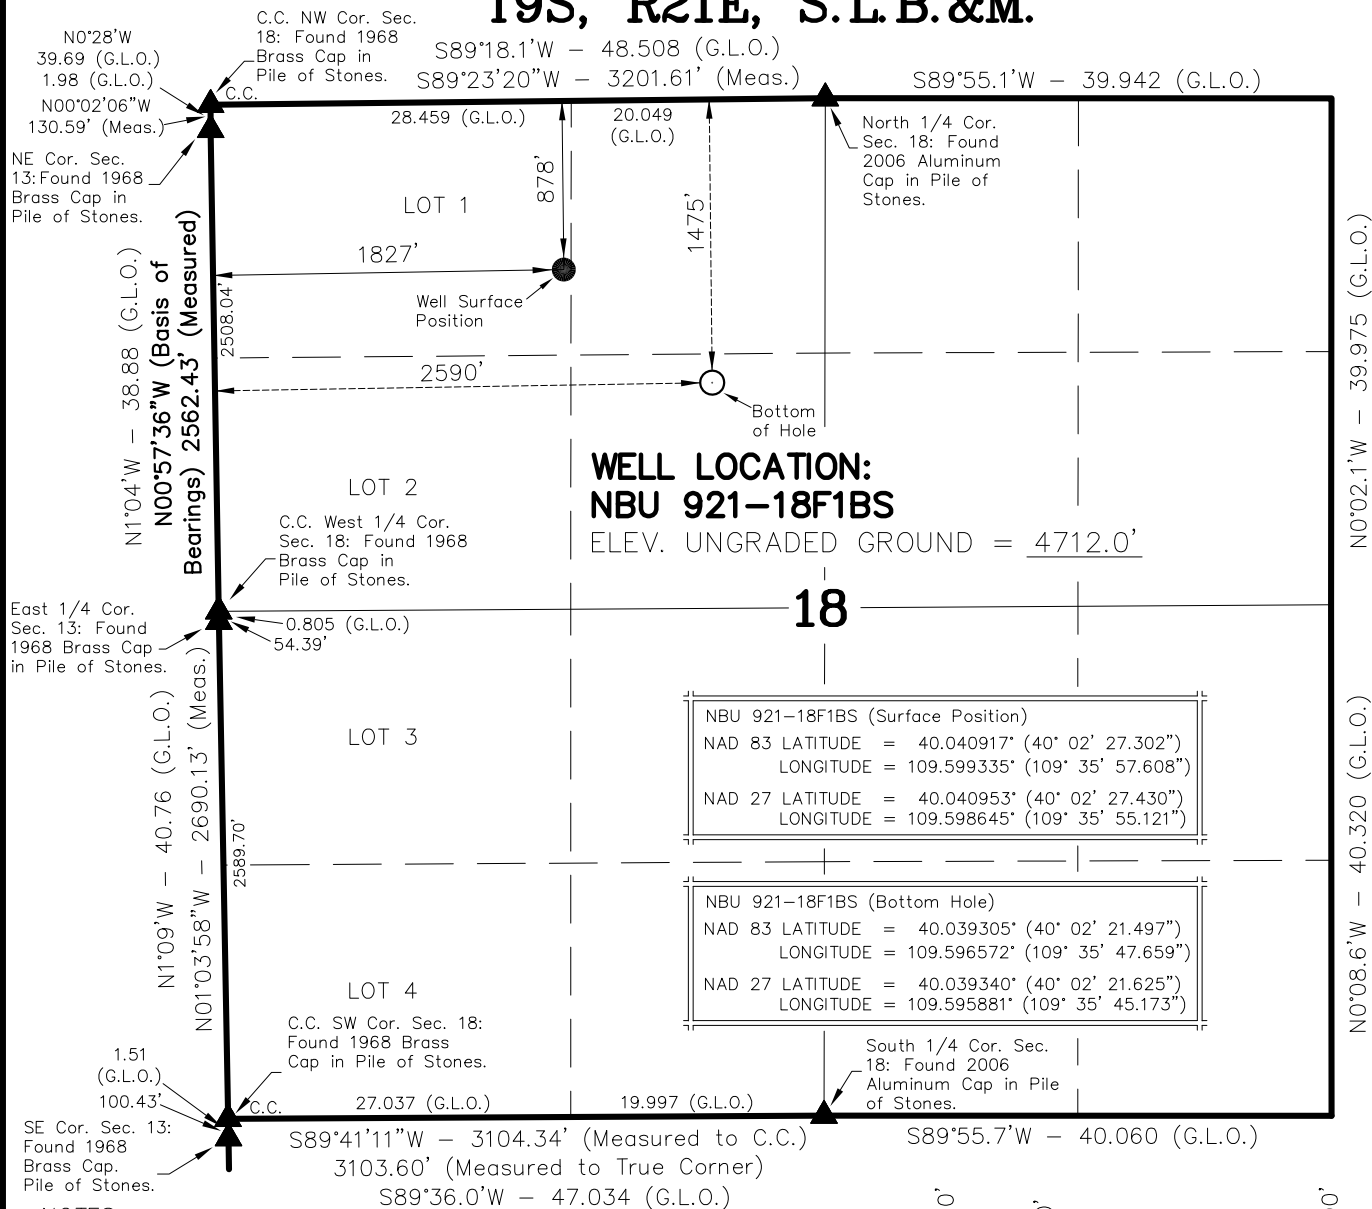 T9S, R21E, S.L.B.&M.
S89°18.1'W - 48.508 (G.L.O.)
S89°23'20"W - 3201.61' (Meas.)
S89°55.1'W - 39.942 (G.L.O.)
N0°28'W
39.69 (G.L.O.)
1.98 (G.L.O.)
N00°02'06"W
130.59' (Meas.)
C.C. NW Cor. Sec.
18: Found 1968
Brass Cap in
Pile of Stones.
C.C.
28.459 (G.L.O.)
20.049
(G.L.O.)
NE Cor. Sec.
13:Found 1968
Brass Cap in
Pile of Stones.
North 1/4 Cor.
Sec. 18: Found
2006 Aluminum
Cap in Pile of
Stones.
LOT 1
878'
1475'
1827'
Well Surface
Position
2508.04'
N1°04'W - 38.88 (G.L.O.)
N00°57'36"W (Basis of
Bearings) 2562.43' (Measured)
N0°02.1'W - 39.975 (G.L.O.)
2590'
Bottom
of Hole
WELL LOCATION:
NBU 921-18F1BS
ELEV. UNGRADED GROUND = 4712.0'
LOT 2
C.C. West 1/4 Cor.
Sec. 18: Found 1968
Brass Cap in
Pile of Stones.
18
East 1/4 Cor.
Sec. 13: Found
1968 Brass Cap
in Pile of Stones.
0.805 (G.L.O.)
54.39'
LOT 3
N1°09'W - 40.76 (G.L.O.)
N01°03'58"W - 2690.13' (Meas.)
2589.70'
N0°08.6'W - 40.320 (G.L.O.)
NBU 921-18F1BS (Surface Position)
NAD 83 LATITUDE = 40.040917° (40° 02' 27.302")
LONGITUDE = 109.599335° (109° 35' 57.608")
NAD 27 LATITUDE = 40.040953° (40° 02' 27.430")
LONGITUDE = 109.598645° (109° 35' 55.121")
NBU 921-18F1BS (Bottom Hole)
NAD 83 LATITUDE = 40.039305° (40° 02' 21.497")
LONGITUDE = 109.596572° (109° 35' 47.659")
NAD 27 LATITUDE = 40.039340° (40° 02' 21.625")
LONGITUDE = 109.595881° (109° 35' 45.173")
LOT 4
C.C. SW Cor. Sec. 18:
Found 1968 Brass
Cap in Pile of Stones.
South 1/4 Cor. Sec.
18: Found 2006
Aluminum Cap in Pile
of Stones.
1.51
(G.L.O.)
100.43'
C.C.
27.037 (G.L.O.)
19.997 (G.L.O.)
SE Cor. Sec. 13:
Found 1968
Brass Cap.
Pile of Stones.
S89°41'11"W - 3104.34' (Measured to C.C.)
3103.60' (Measured to True Corner)
S89°36.0'W - 47.034 (G.L.O.)
S89°55.7'W - 40.060 (G.L.O.)